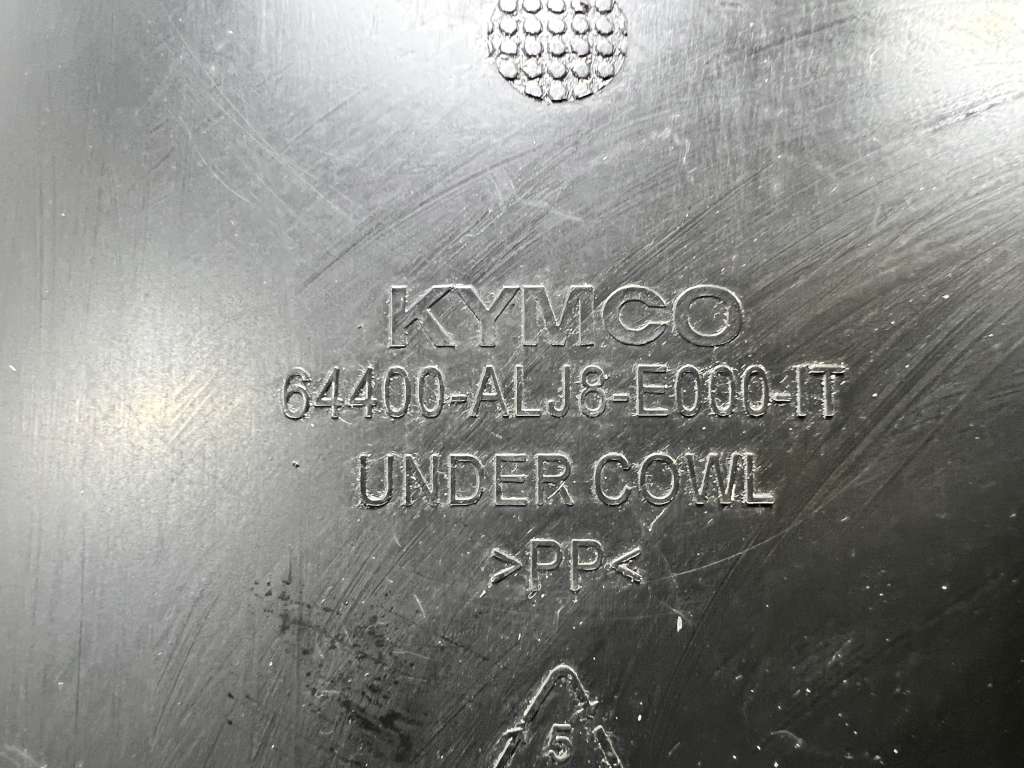 KYMCO
64400-ALJ8-E000-IT
UNDER COWL
>PP<
5